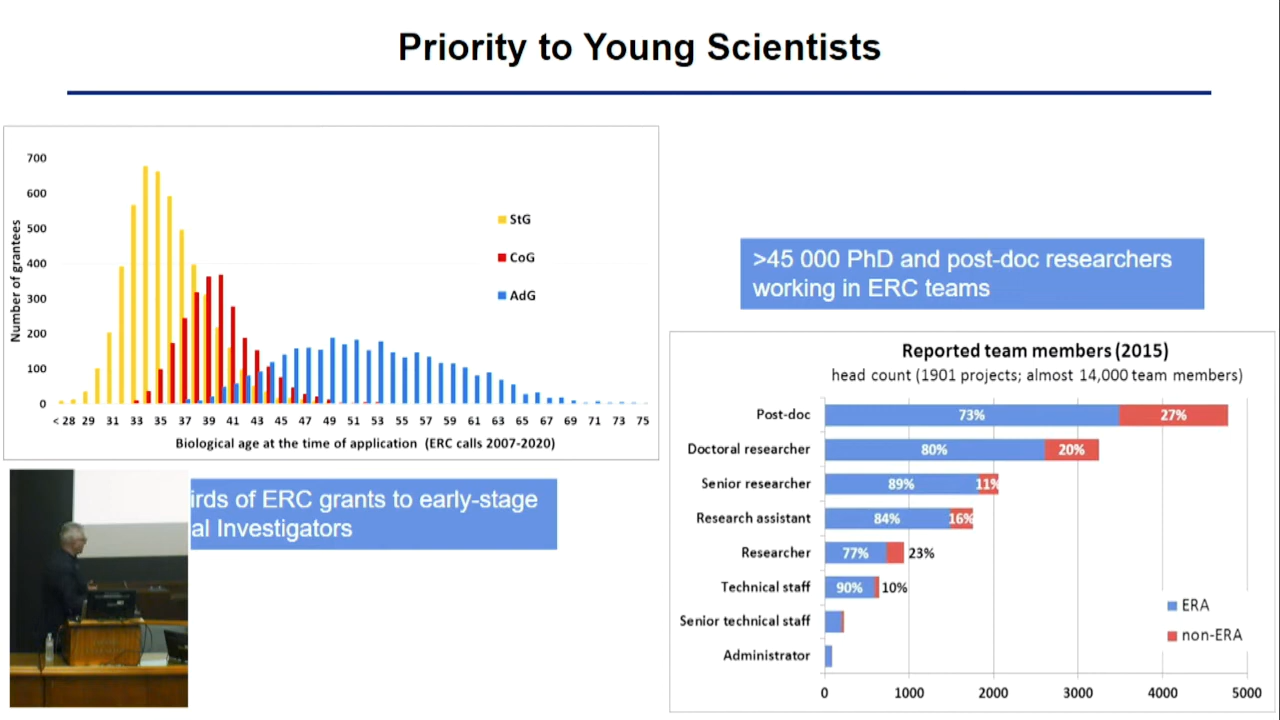 Priority to Young Scientists
700
600
500
400
300
200
100
0
Number of grantees
StG
CoG
AdG
< 28 29 31 33 35 37 39 41 43 45 47 49 51 53 55 57 59 61 63 65 67 69 71 73 75
Biological age at the time of application (ERC calls 2007-2020)
irds of ERC grants to early-stage
al Investigators
>45 000 PhD and post-doc researchers
working in ERC teams
Reported team members (2015)
head count (1901 projects; almost 14,000 team members)
Post-doc 73% 27%
Doctoral researcher 80% 20%
Senior researcher 89% 11%
Research assistant 84% 16%
Researcher 77% 23%
Technical staff 90% 10%
Senior technical staff
Administrator
ERA
non-ERA
0 1000 2000 3000 4000 5000